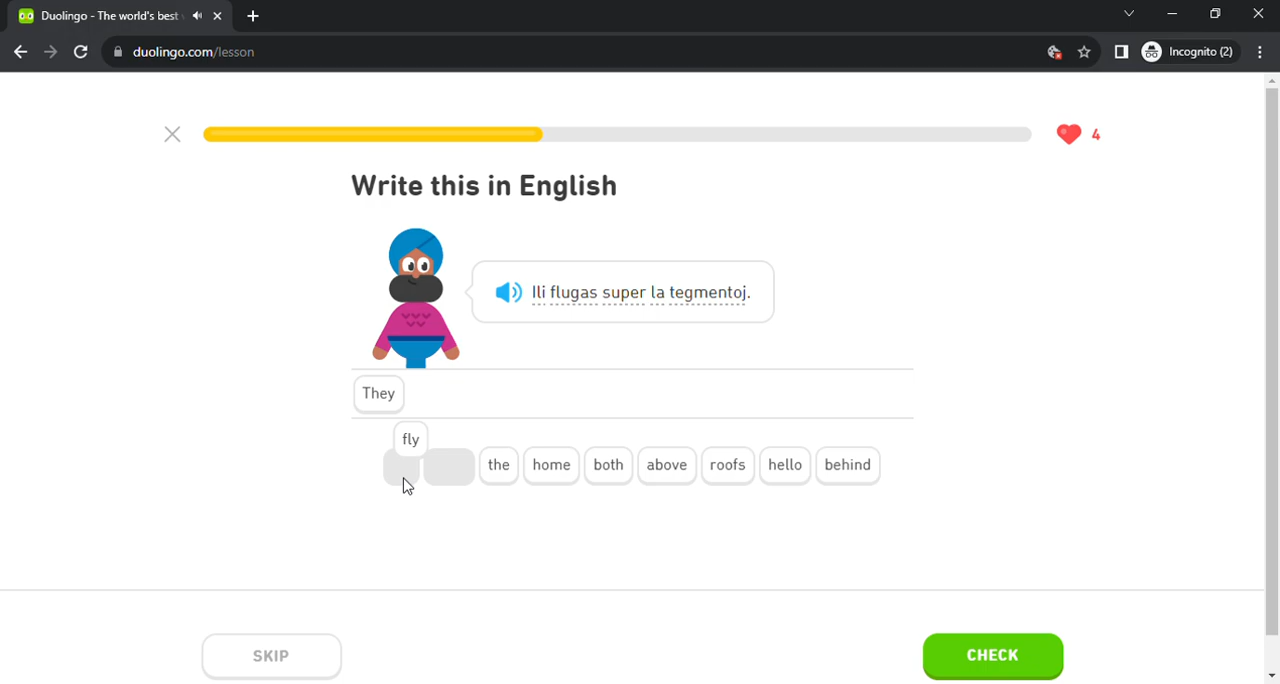 Duolingo - The world's best
duolingo.com/lesson
Incognito (2)
4
Write this in English
Ili flugas super la tegmentoj.
They
fly
the home both above roofs hello behind
SKIP
CHECK